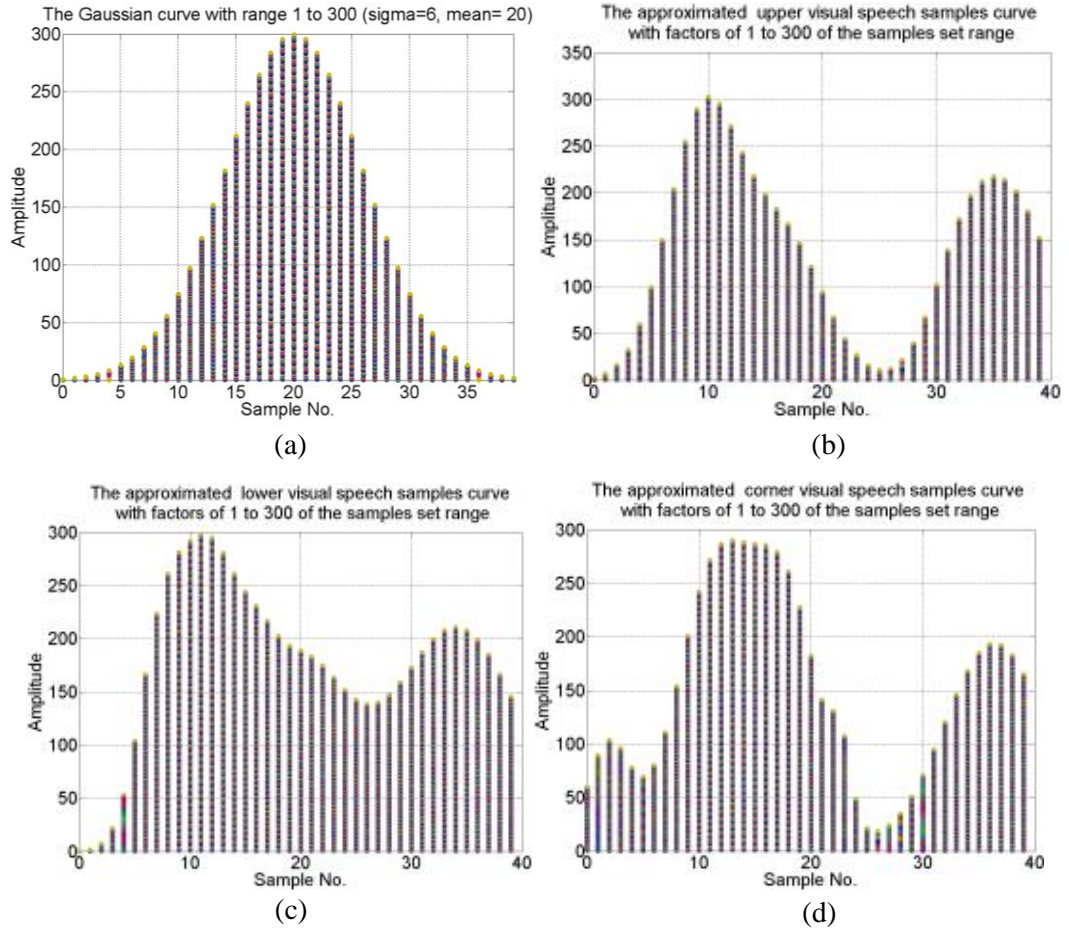 The Gaussian curve with range 1 to 300 (sigma=6, mean= 20)
300
250
200
150
100
50
0
Amplitude
0 5 10 15 20 25 30 35
Sample No.
(a)
The approximated upper visual speech samples curve
with factors of 1 to 300 of the samples set range
350
300
250
200
150
100
50
0
Amplitude
0 10 20 30 40
Sample No.
(b)
The approximated lower visual speech samples curve
with factors of 1 to 300 of the samples set range
300
250
200
150
100
50
0
Amplitude
0 10 20 30 40
Sample No.
(c)
The approximated corner visual speech samples curve
with factors of 1 to 300 of the samples set range
300
250
200
150
100
50
0
Amplitude
0 10 20 30 40
Sample No.
(d)